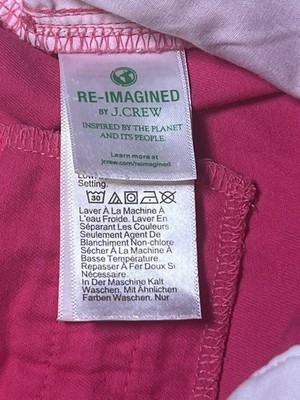 RE-IMAGINED
BY J.CREW
INSPIRED BY THE PLANET
AND ITS PEOPLE.
Learn more at
jcrew.com/reimagined
Setting.
30
Laver À La Machine À
L'eau Froide. Laver En
Séparant Les Couleurs
Seulement Agent De
Blanchiment Non-chlore
Sécher À La Machine À
Basse Température.
Repasser À Fer Doux Si
Nécessaire.
In Der Maschine Kalt
Waschen. Mit Ähnlichen
Farben Waschen. Nur